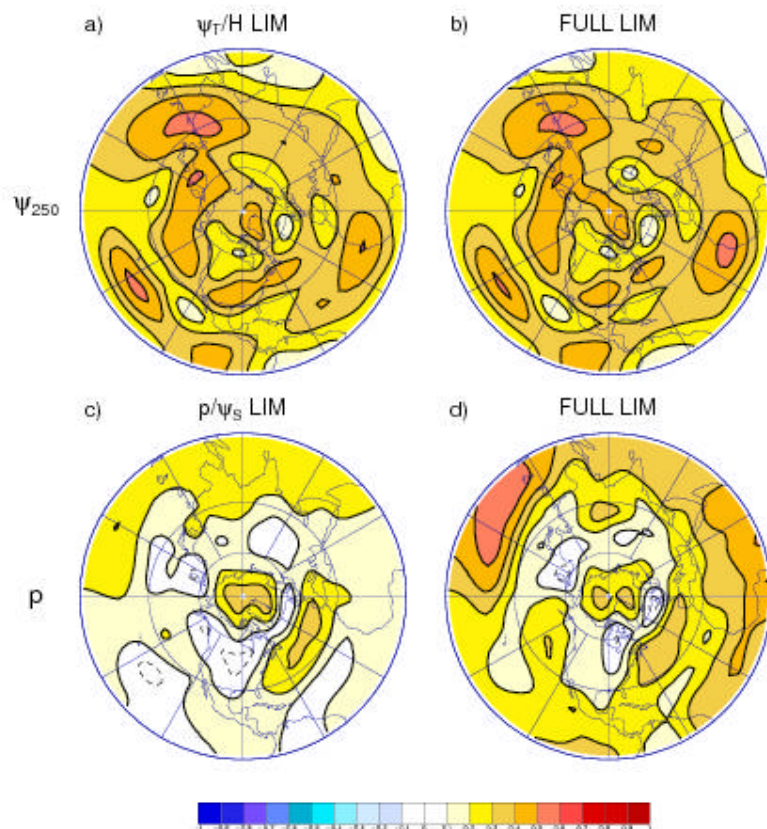 a) ψT/H LIM
b) FULL LIM
ψ250
c) p/ψS LIM
d) FULL LIM
p